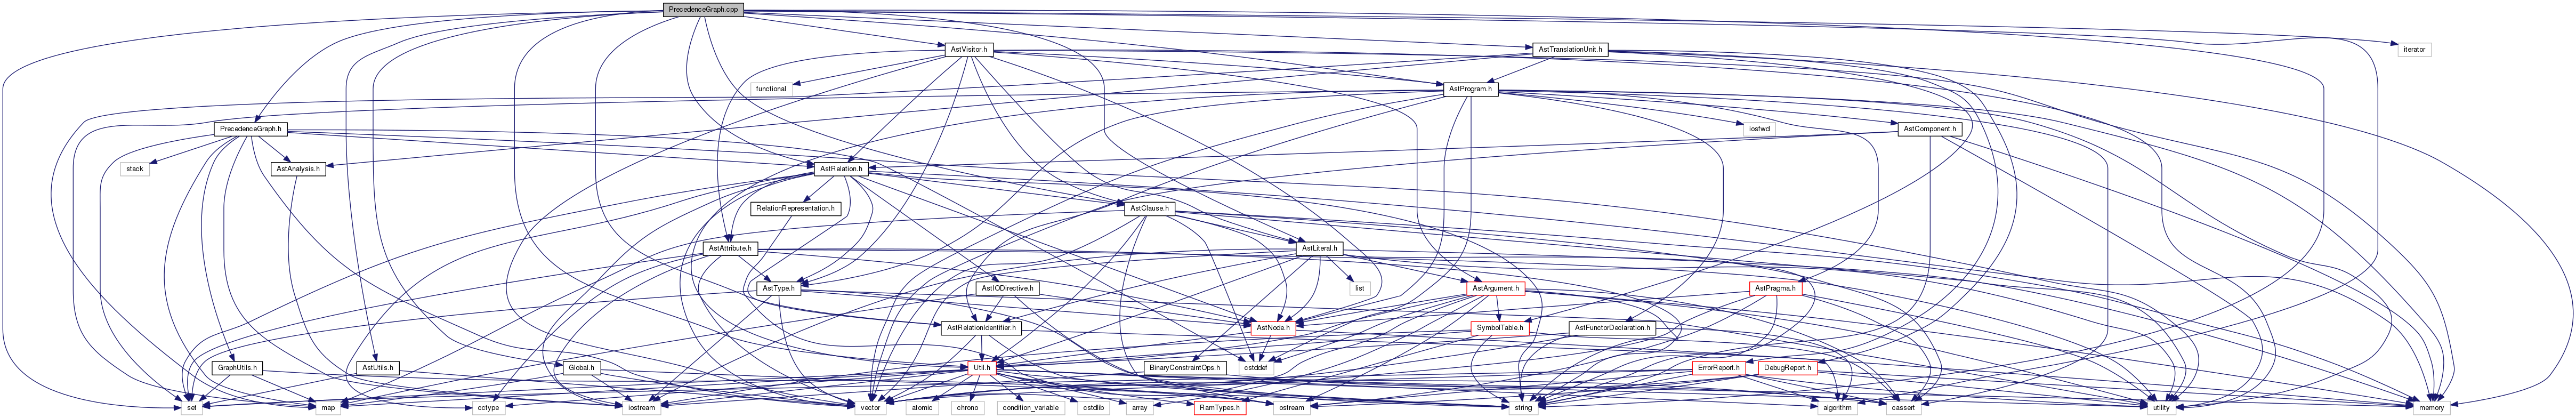 PrecedenceGraph.cpp
AstVisitor.h
AstTranslationUnit.h
iterator
functional
AstProgram.h
PrecedenceGraph.h
iosfwd
AstComponent.h
stack
AstAnalysis.h
AstRelation.h
RelationRepresentation.h
AstClause.h
AstAttribute.h
AstLiteral.h
AstType.h
AstIODirective.h
list
AstArgument.h
AstPragma.h
AstRelationIdentifier.h
AstNode.h
SymbolTable.h
AstFunctorDeclaration.h
GraphUtils.h
AstUtils.h
Global.h
Util.h
BinaryConstraintOps.h
cstddef
ErrorReport.h
DebugReport.h
set
map
cctype
iostream
vector
atomic
chrono
condition_variable
cstdlib
array
RamTypes.h
ostream
string
algorithm
cassert
utility
memory